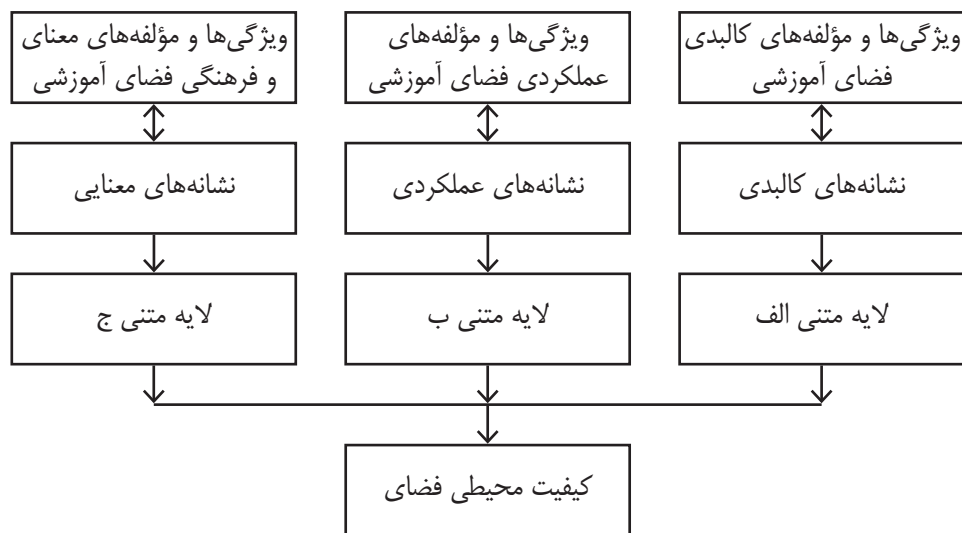 ویژگی‌ها و مؤلفه‌های کالبدی
فضای آموزشی
ویژگی‌ها و مؤلفه‌های
عملکردی فضای آموزشی
ویژگی‌ها و مؤلفه‌های معنای
و فرهنگی فضای آموزشی
نشانه‌های کالبدی
نشانه‌های عملکردی
نشانه‌های معنایی
لایه متنی الف
لایه متنی ب
لایه متنی ج
کیفیت محیطی فضای